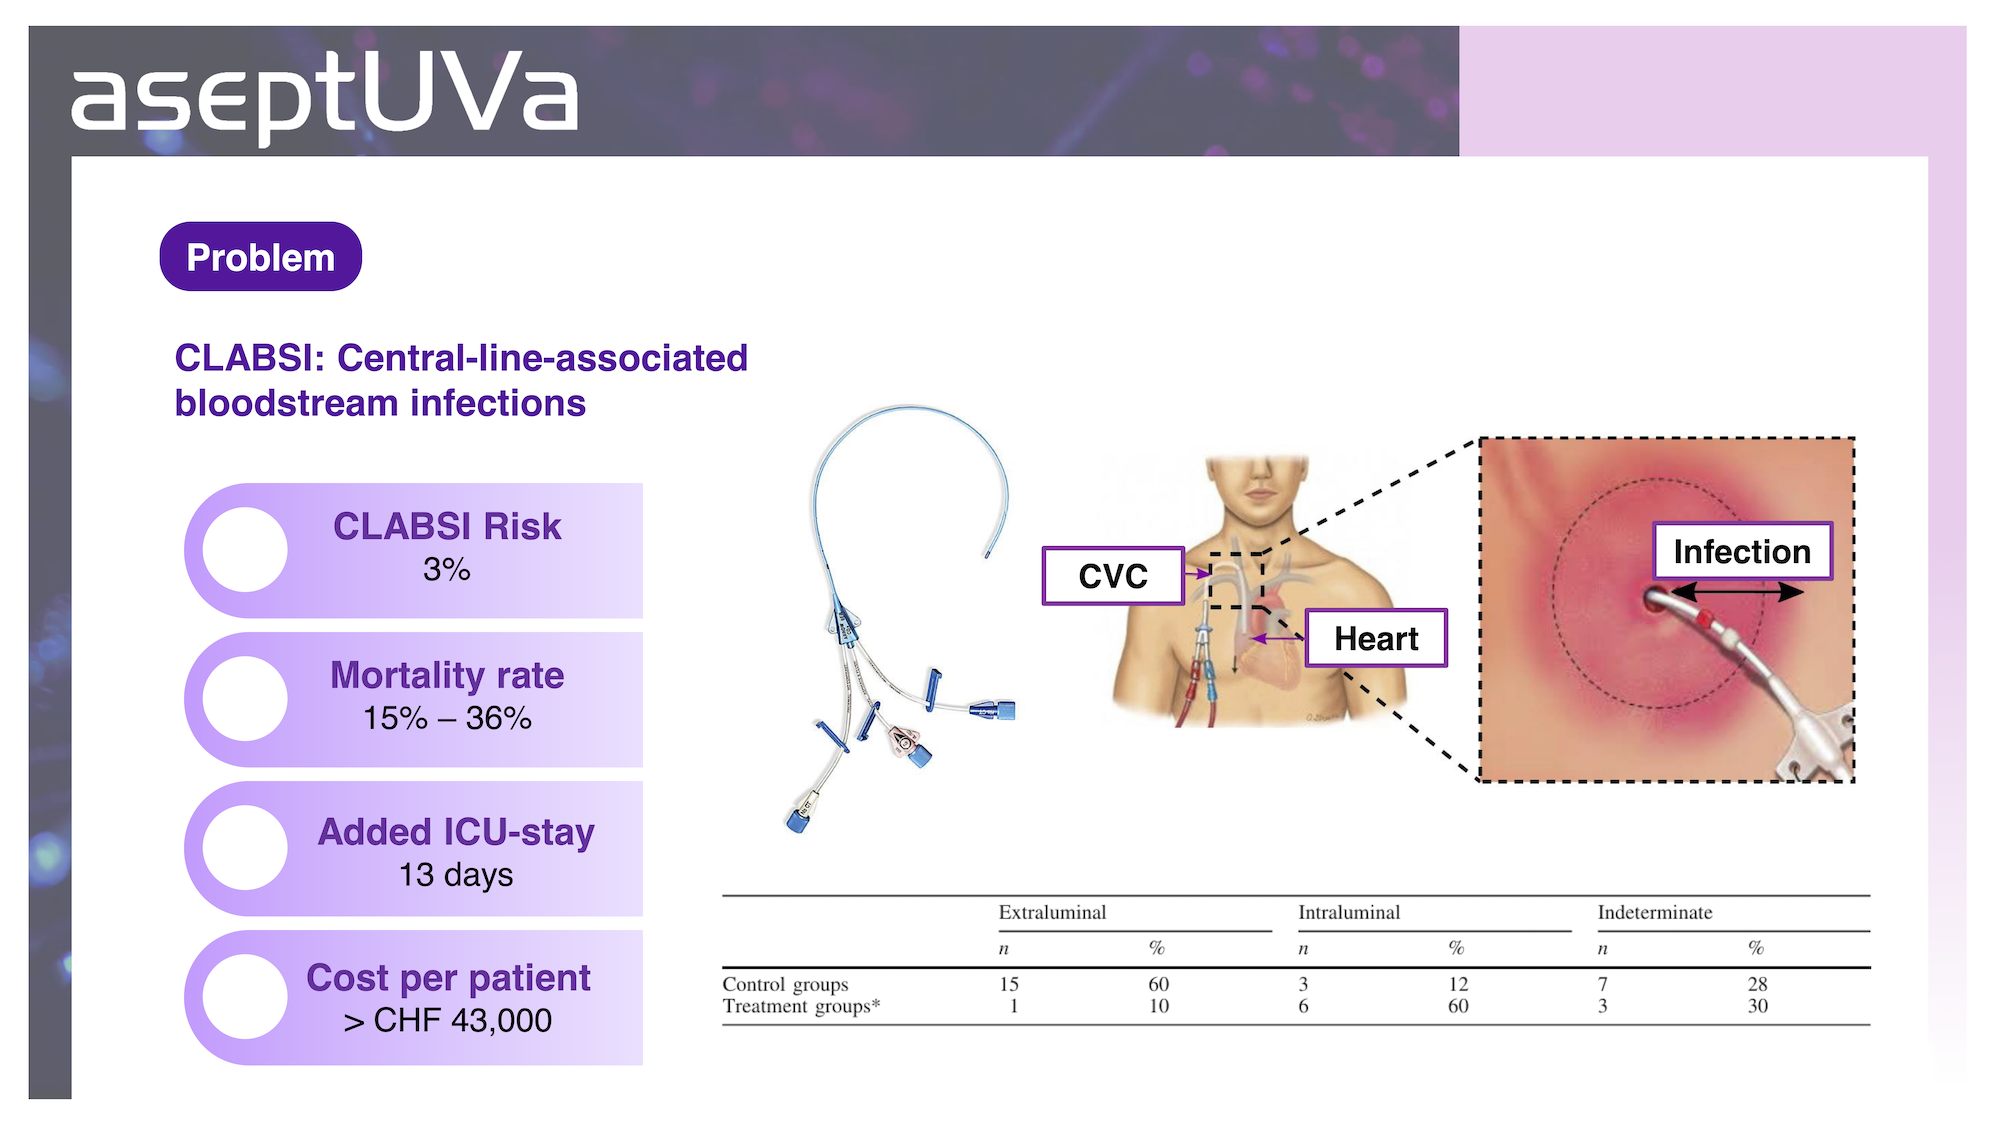 aseptUVa
Problem
CLABSI: Central-line-associated
bloodstream infections
CLABSI Risk
3%
Mortality rate
15% – 36%
Added ICU-stay
13 days
Cost per patient
> CHF 43,000
CVC
Heart
Infection
Extraluminal Intraluminal Indeterminate
n % n % n %
Control groups 15 60 3 12 7 28
Treatment groups* 1 10 6 60 3 30